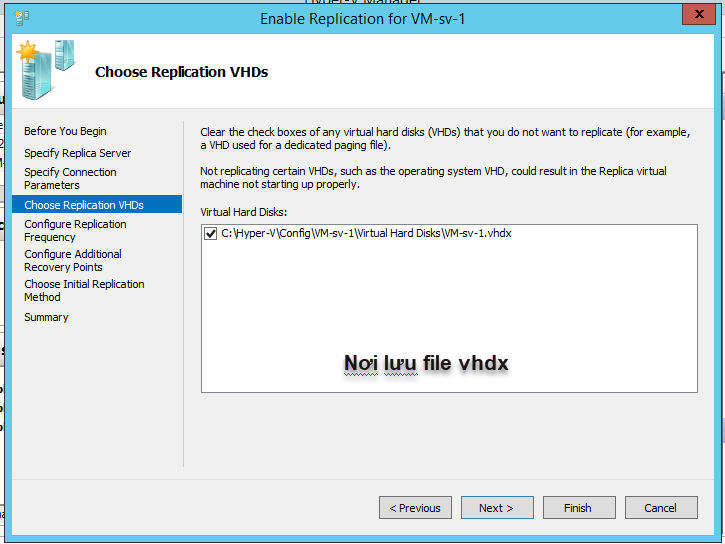 Enable Replication for VM-sv-1
X
Choose Replication VHDs
Before You Begin
Specify Replica Server
Specify Connection
Parameters
Choose Replication VHDs
Configure Replication
Frequency
Configure Additional
Recovery Points
Choose Initial Replication
Method
Summary
Clear the check boxes of any virtual hard disks (VHDs) that you do not want to replicate (for example,
a VHD used for a dedicated paging file).
Not replicating certain VHDs, such as the operating system VHD, could result in the Replica virtual
machine not starting up properly.
Virtual Hard Disks:
C:\Hyper-V\Config\VM-sv-1\Virtual Hard Disks\VM-sv-1.vhdx
Nơi lưu file vhdx
< Previous
Next >
Finish
Cancel